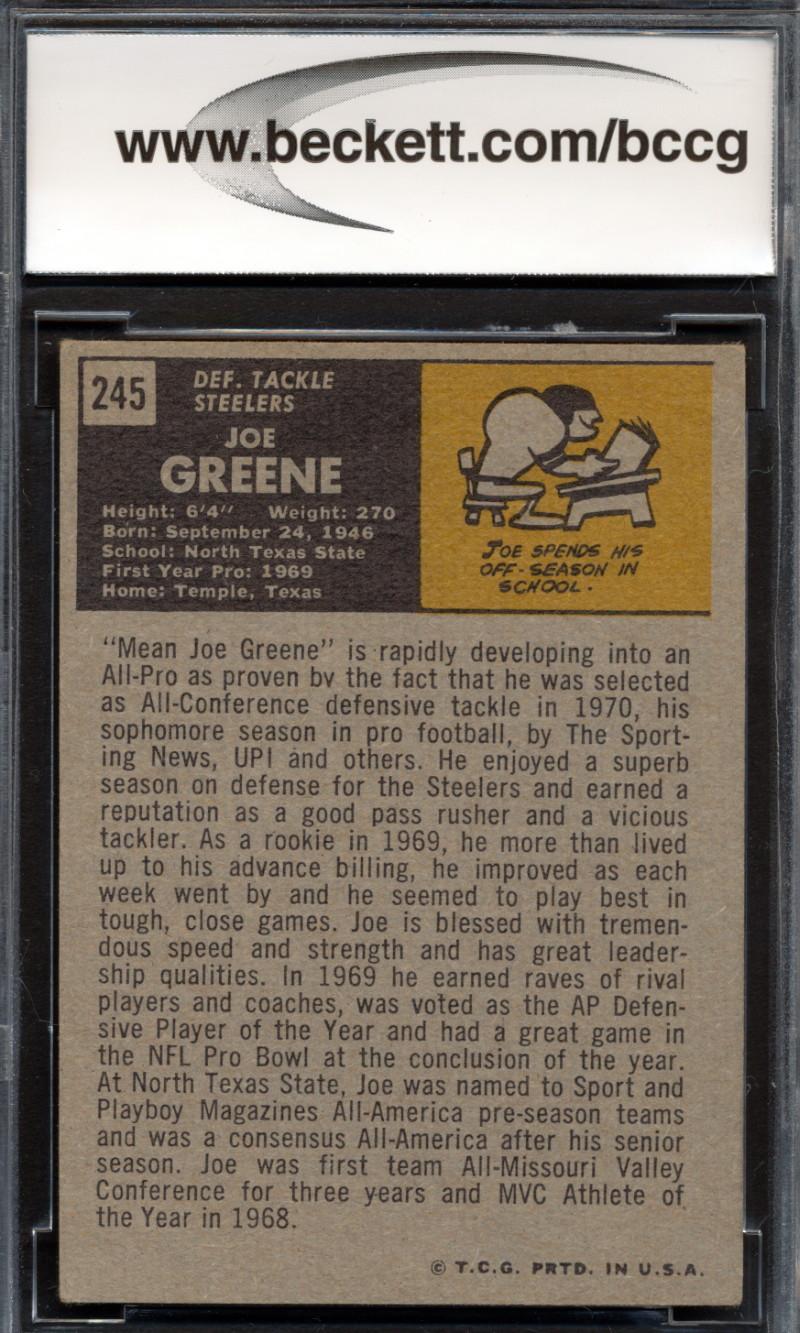 www.beckett.com/bccg
245
DEF. TACKLE
STEELERS
JOE
GREENE
Height: 6'4" Weight: 270
Born: September 24, 1946
School: North Texas State
First Year Pro: 1969
Home: Temple, Texas
JOE SPENDS HIS
OFF-SEASON IN
SCHOOL.
"Mean Joe Greene" is rapidly developing into an
All-Pro as proven by the fact that he was selected
as All-Conference defensive tackle in 1970, his
sophomore season in pro football, by The Sport-
ing News, UPI and others. He enjoyed a superb
season on defense for the Steelers and earned a
reputation as a good pass rusher and a vicious
tackler. As a rookie in 1969, he more than lived
up to his advance billing, he improved as each
week went by and he seemed to play best in
tough, close games. Joe is blessed with tremen-
dous speed and strength and has great leader-
ship qualities. In 1969 he earned raves of rival
players and coaches, was voted as the AP Defen-
sive Player of the Year and had a great game in
the NFL Pro Bowl at the conclusion of the year.
At North Texas State, Joe was named to Sport and
Playboy Magazines All-America pre-season teams
and was a consensus All-America after his senior
season. Joe was first team All-Missouri Valley
Conference for three years and MVC Athlete of
the Year in 1968.
© T.C.G. PRTD. IN U.S.A.